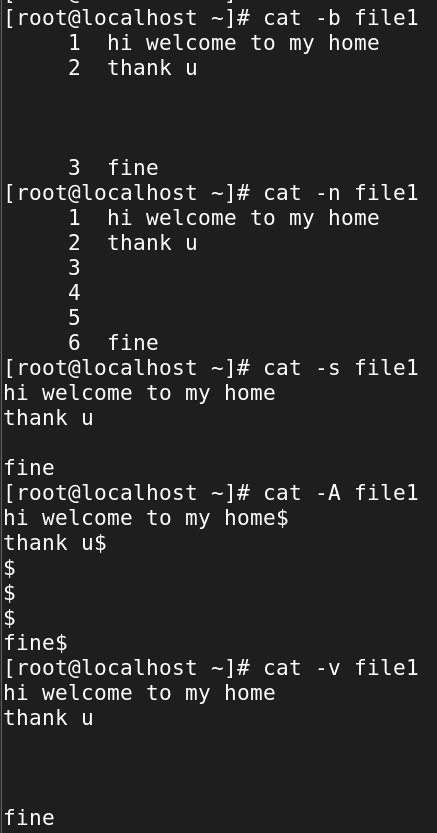 [root@localhost ~]# cat -b file1
     1  hi welcome to my home
     2  thank u



     3  fine
[root@localhost ~]# cat -n file1
     1  hi welcome to my home
     2  thank u
     3
     4
     5
     6  fine
[root@localhost ~]# cat -s file1
hi welcome to my home
thank u

fine
[root@localhost ~]# cat -A file1
hi welcome to my home$
thank u$
$
$
$
fine$
[root@localhost ~]# cat -v file1
hi welcome to my home
thank u



fine